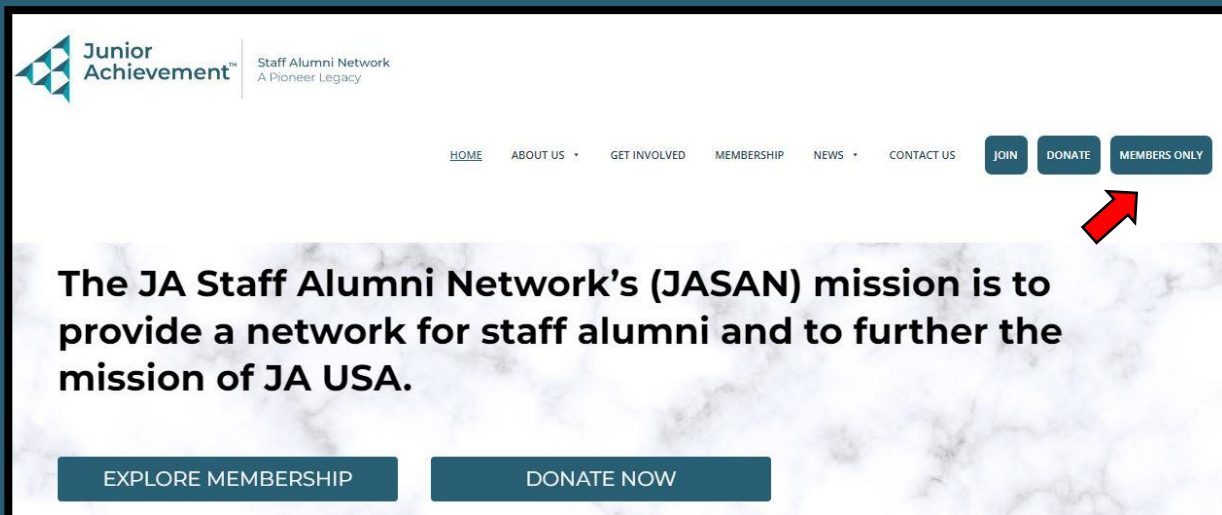 Junior
Achievement™
Staff Alumni Network
A Pioneer Legacy
HOME ABOUT US GET INVOLVED MEMBERSHIP NEWS CONTACT US JOIN DONATE MEMBERS ONLY
The JA Staff Alumni Network’s (JASAN) mission is to
provide a network for staff alumni and to further the
mission of JA USA.
EXPLORE MEMBERSHIP DONATE NOW